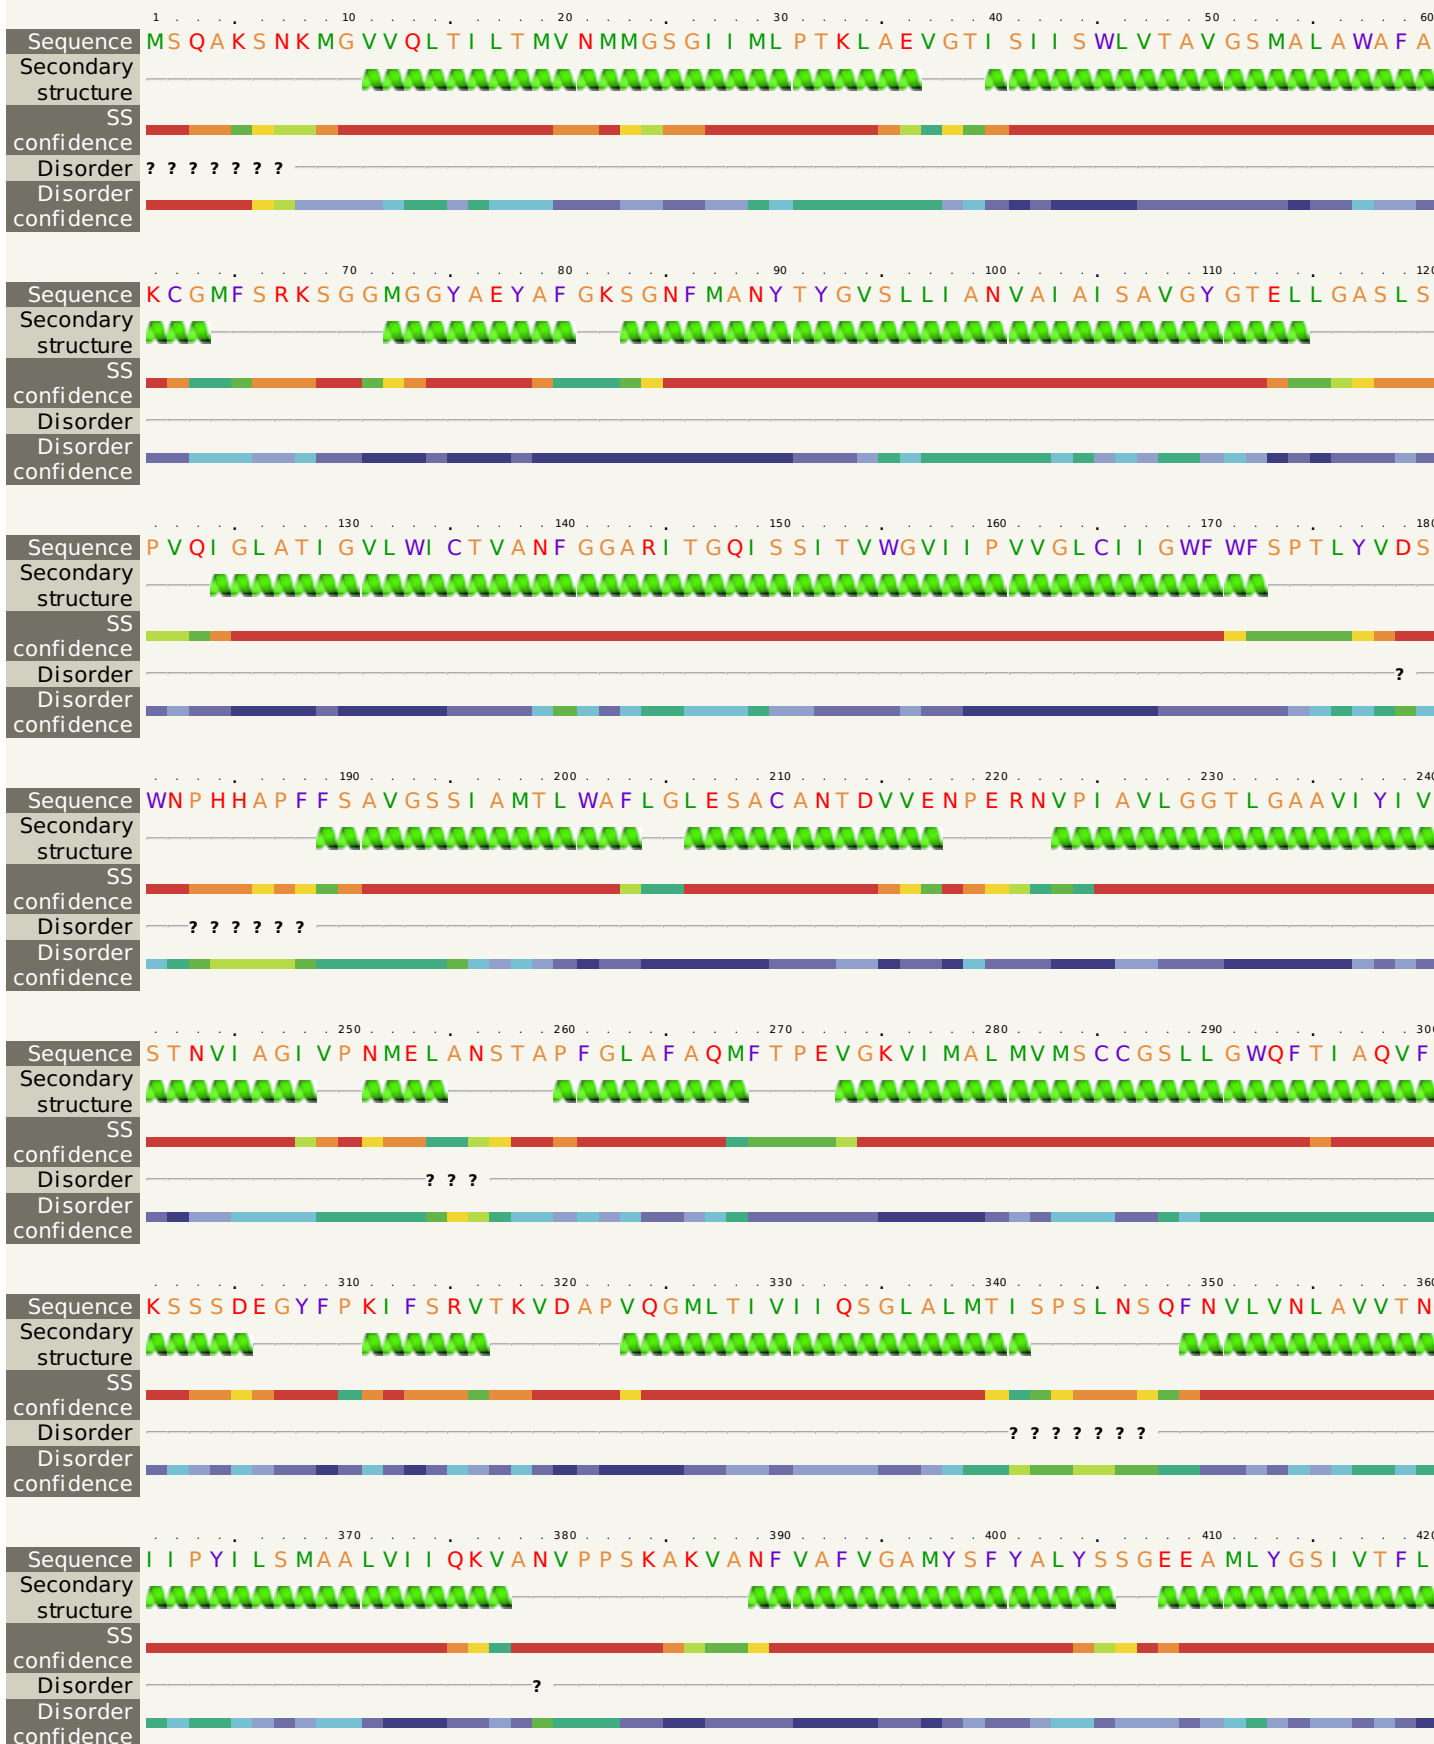 1 . . . . . . . . 10 . . . . . . . . . 20 . . . . . . . . . 30 . . . . . . . . . 40 . . . . . . . . . 50 . . . . . . . . . 60
Sequence MSQAKSNKMGVVQLTILTMVNMMGSGIIMLPTKLAEVGTISIISWLVTAVGSMALAWAFA
Secondary
structure
SS
confidence
Disorder ? ? ? ? ? ? ?
Disorder
confidence
. . . . . . . . . 70 . . . . . . . . . 80 . . . . . . . . . 90 . . . . . . . . . 100 . . . . . . . . . 110 . . . . . . . . . 120
Sequence KCGMFSRKSGGMGGYAEYAFGKSGNFMANYTYGVSLLIANVAIAISAVGYGTELLGASLS
Secondary
structure
SS
confidence
Disorder
Disorder
confidence
. . . . . . . . . 130 . . . . . . . . . 140 . . . . . . . . . 150 . . . . . . . . . 160 . . . . . . . . . 170 . . . . . . . . . 180
Sequence PVQIGLATIGVLWICTVANFGGARITGQISSITVWGVIIPVVGLCIIGWFWFSPTLYVDS
Secondary
structure
SS
confidence
Disorder ?
Disorder
confidence
. . . . . . . . . 190 . . . . . . . . . 200 . . . . . . . . . 210 . . . . . . . . . 220 . . . . . . . . . 230 . . . . . . . . . 240
Sequence WNPHHAPFFSAVGSSIAMTLWAFLGLESACANTDVVENPERNVPIAVLGGTLGAAVIYIV
Secondary
structure
SS
confidence
Disorder ? ? ? ? ? ?
Disorder
confidence
. . . . . . . . . 250 . . . . . . . . . 260 . . . . . . . . . 270 . . . . . . . . . 280 . . . . . . . . . 290 . . . . . . . . . 300
Sequence STNVIAGIVPNMELANSTAPFGLAFAQMFTPEVGKVIMALMVMSCCGSLLGWQFTIAQVF
Secondary
structure
SS
confidence
Disorder ? ? ?
Disorder
confidence
. . . . . . . . . 310 . . . . . . . . . 320 . . . . . . . . . 330 . . . . . . . . . 340 . . . . . . . . . 350 . . . . . . . . . 360
Sequence KSSSDEGYFPKIFSRVTKVDAPVQGMLTIVIIQSGLALMTISPSLNSQFNVLVNLAVVTN
Secondary
structure
SS
confidence
Disorder ? ? ? ? ? ? ?
Disorder
confidence
. . . . . . . . . 370 . . . . . . . . . 380 . . . . . . . . . 390 . . . . . . . . . 400 . . . . . . . . . 410 . . . . . . . . . 420
Sequence IIPYILSMAALVIIQKVANVPPSKAKVANFVAFVGAMYSFYALYSSGEEAMLYGSIVTFL
Secondary
structure
SS
confidence
Disorder ?
Disorder
confidence